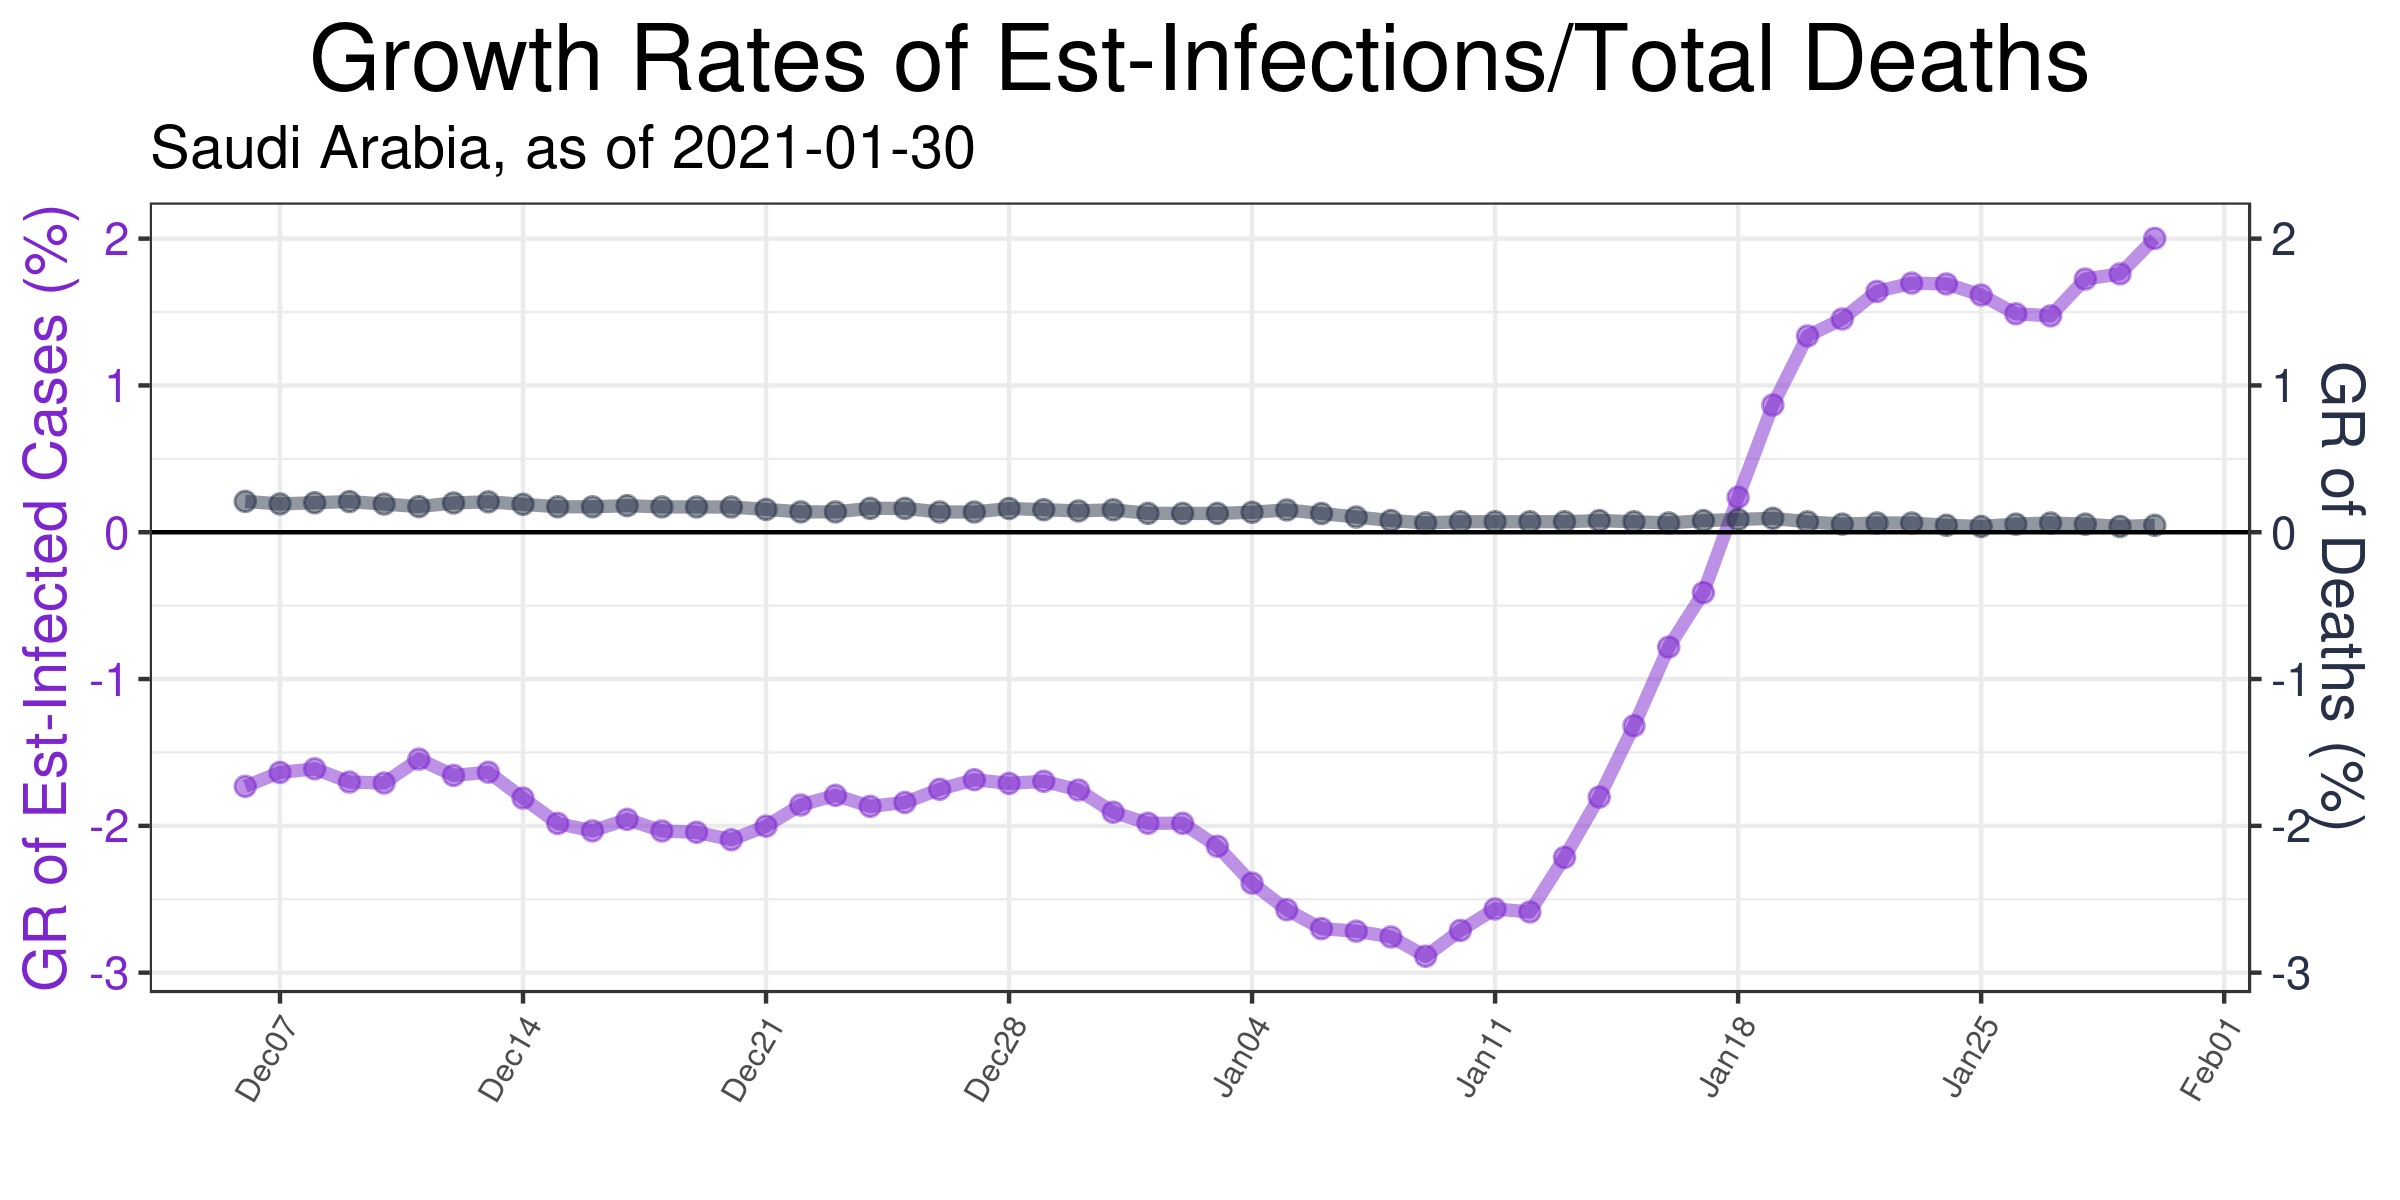 Growth Rates of Est-Infections/Total Deaths
Saudi Arabia, as of 2021-01-30
GR of Est-Infected Cases (%)
2
1
0
-1
-2
-3
2
1
0
-1
-2
-3
GR of Deaths (%)
Dec07
Dec14
Dec21
Dec28
Jan04
Jan11
Jan18
Jan25
Feb01